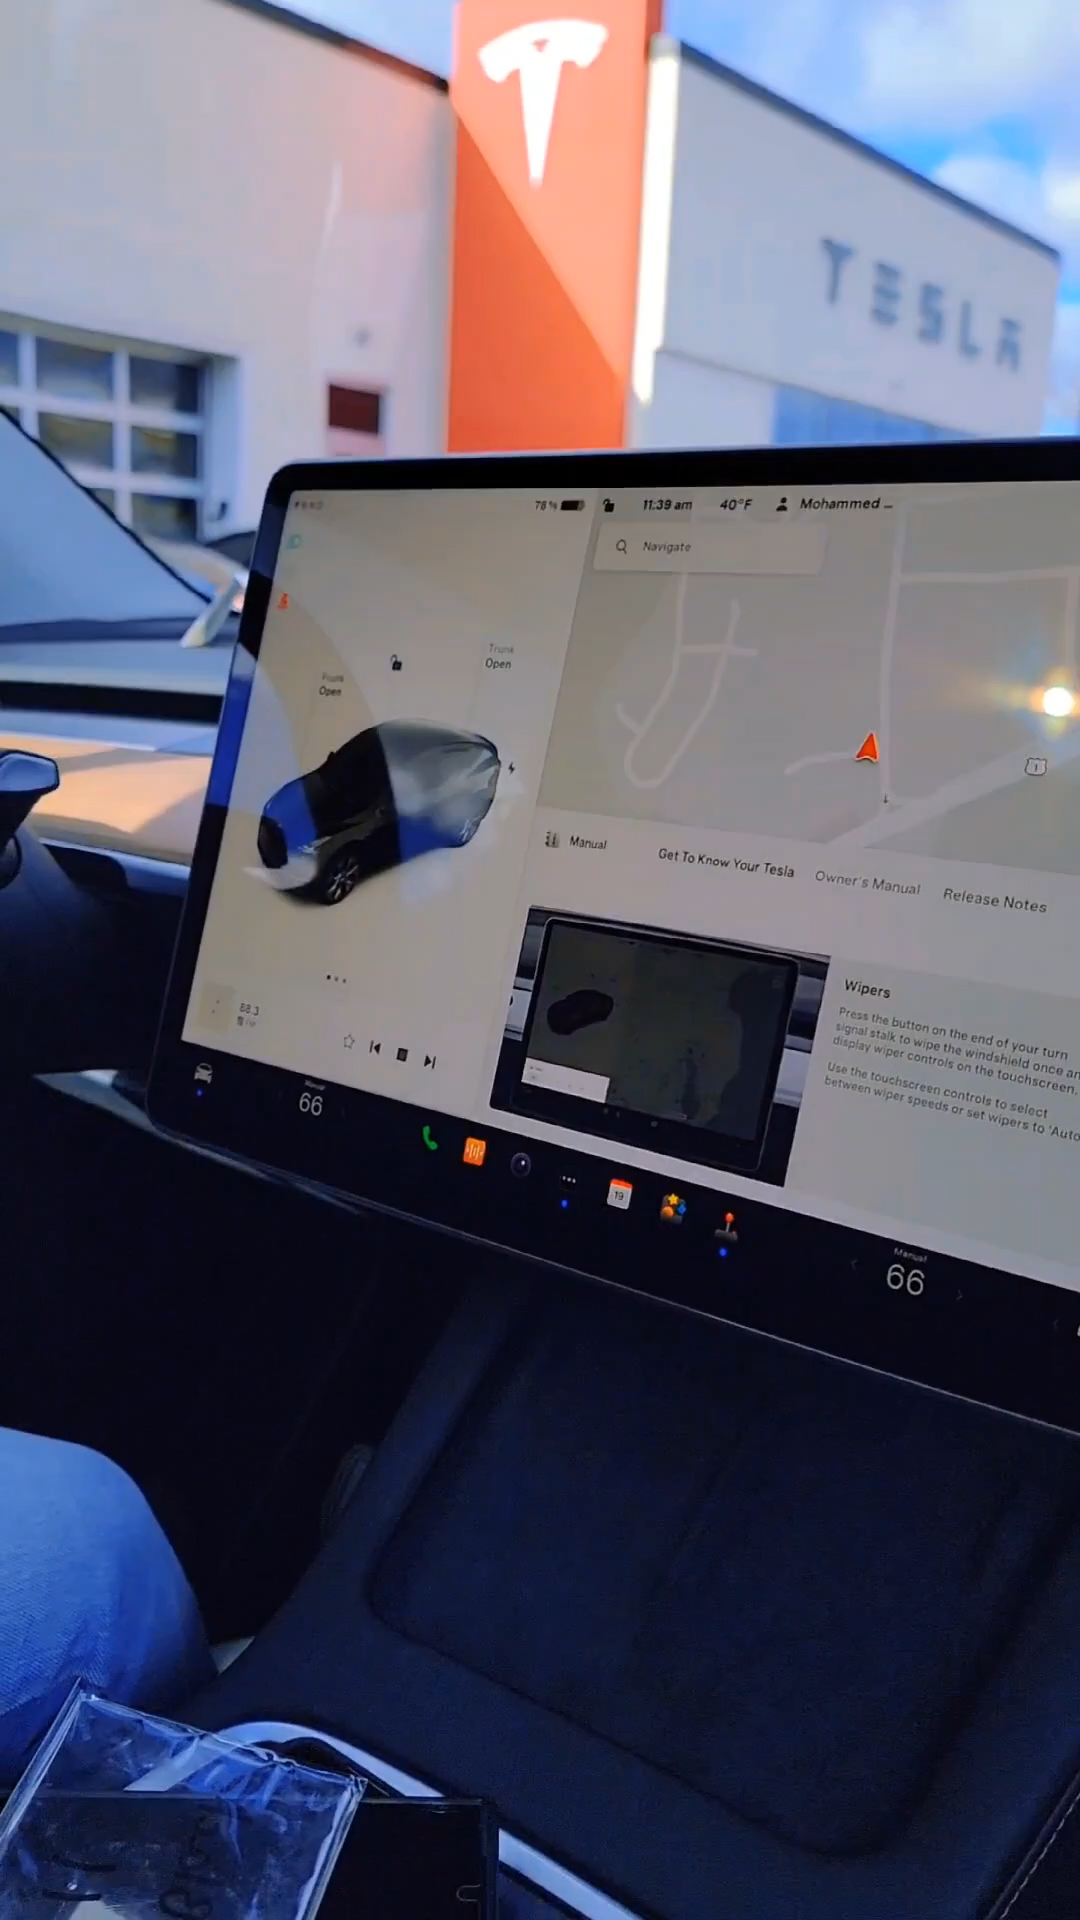 TESLA
78 %
11:39 am
40°F
Mohammed ...
Navigate
Trunk
Open
Frunk
Open
1
Manual
Get To Know Your Tesla
Owner's Manual
Release Notes
Wipers
Press the button on the end of your turn
signal stalk to wipe the windshield once an
display wiper controls on the touchscreen.
Use the touchscreen controls to select
between wiper speeds or set wipers to 'Auto
88.3
Manual
66
19
Manual
66